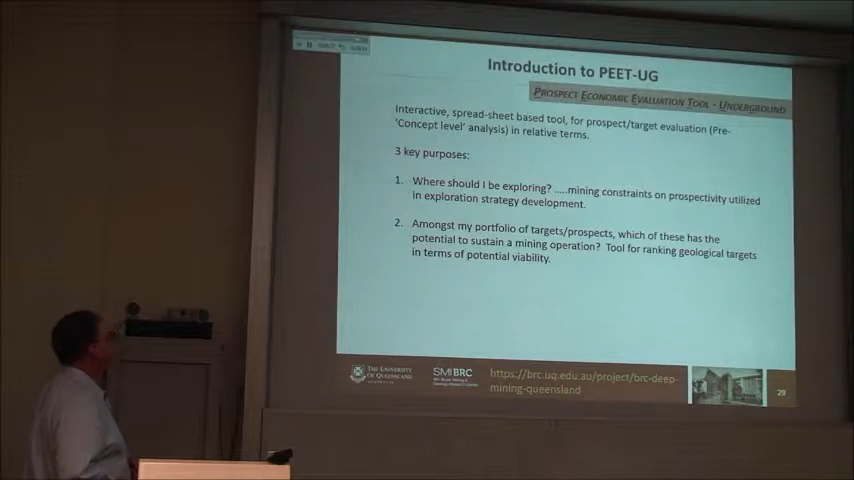 Introduction to PEET-UG
PROSPECT ECONOMIC EVALUATION TOOL - UNDERGROUND
Interactive, spread-sheet based tool, for prospect/target evaluation (Pre-
'Concept level' analysis) in relative terms.
3 key purposes:
1. Where should I be exploring? .....mining constraints on prospectivity utilized
in exploration strategy development.
2. Amongst my portfolio of targets/prospects, which of these has the
potential to sustain a mining operation? Tool for ranking geological targets
in terms of potential viability.
THE UNIVERSITY
OF QUEENSLAND
AUSTRALIA
SMI BRC
https://brc.uq.edu.au/project/brc-deep-
mining-queensland
29